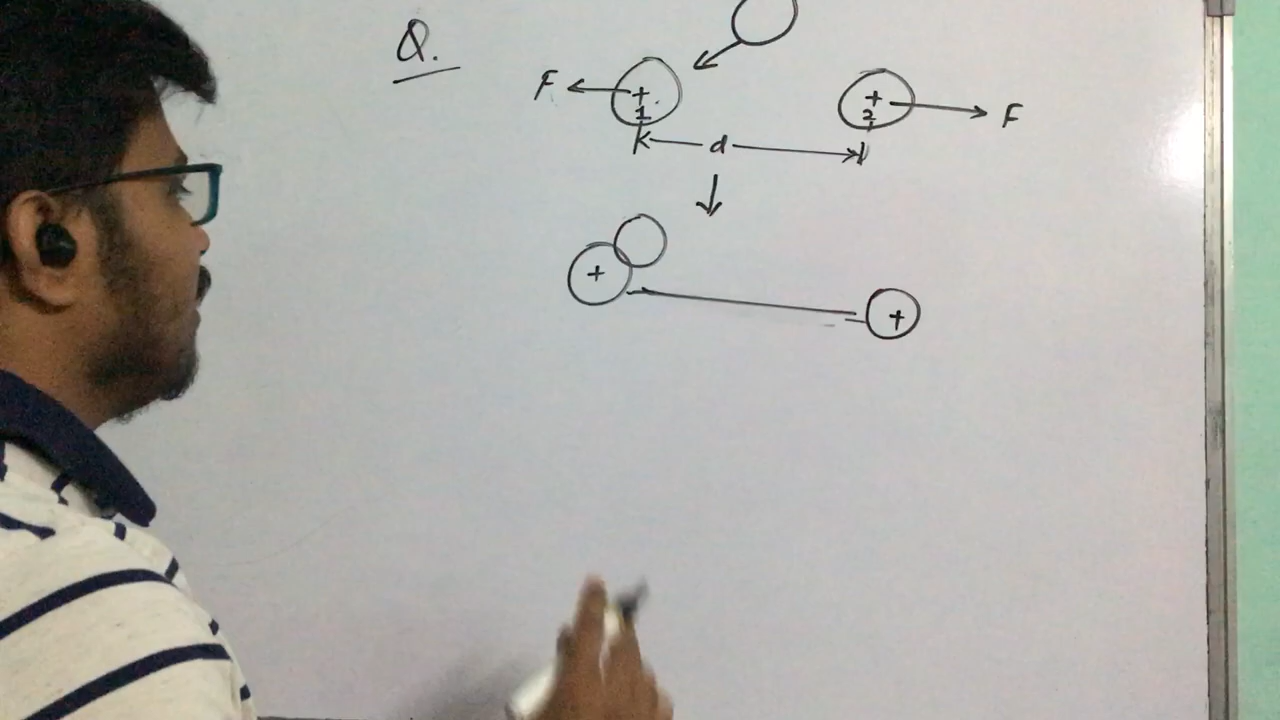 Q.
F ← + + → F
1 2
k— d —→|
↓
+ +